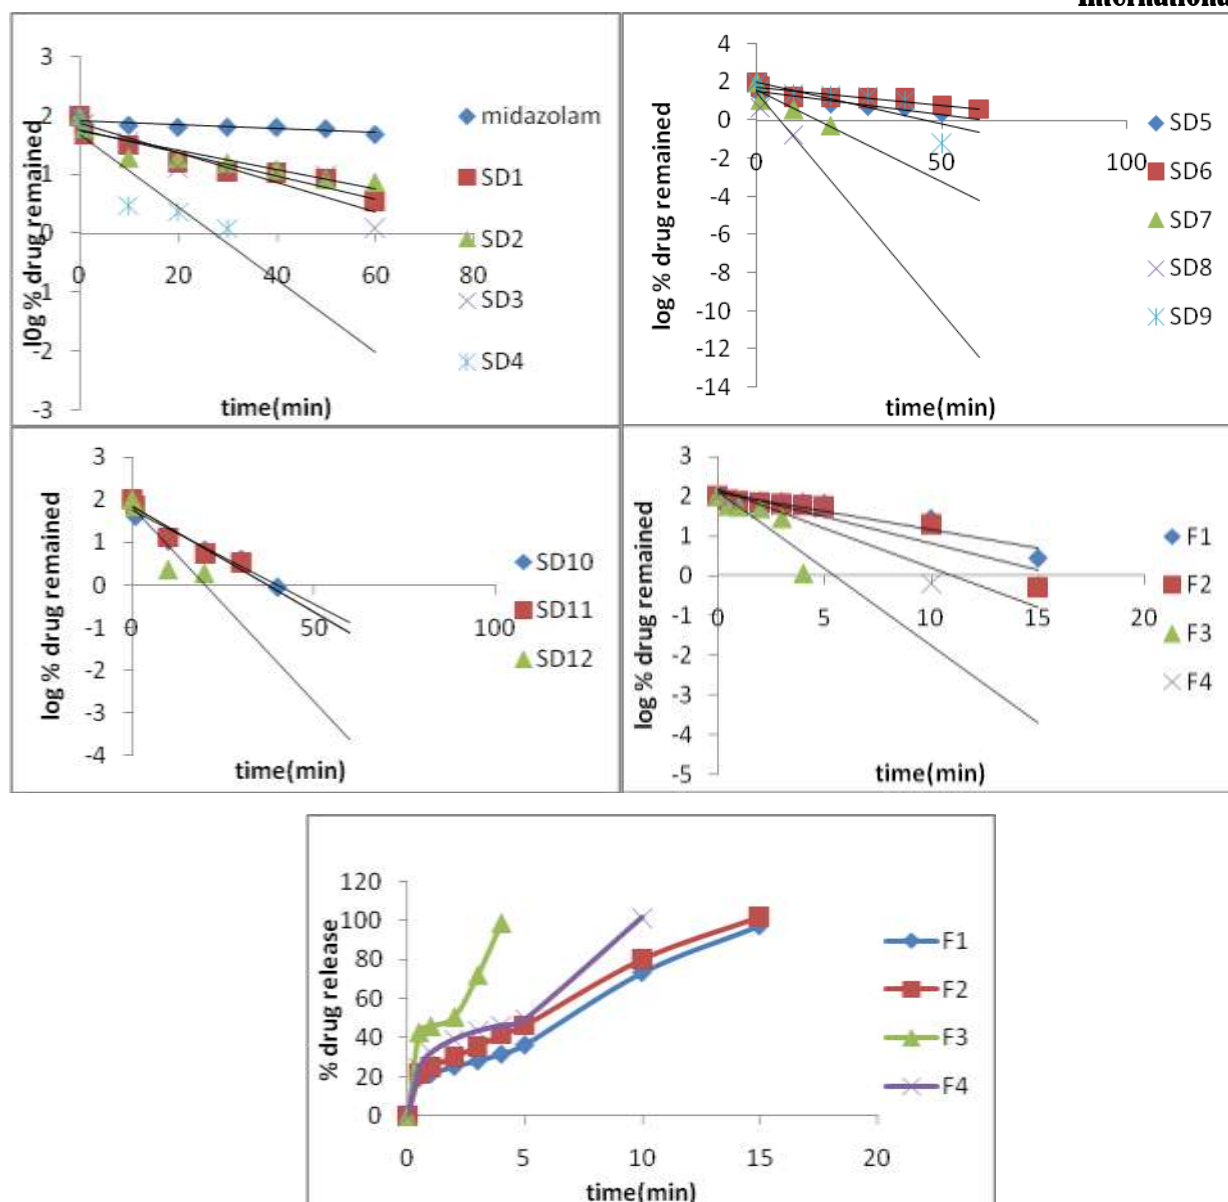 International
3
2
1
0
-1
-2
-3
0
20
40
60
80
l0g % drug remained
time(min)
midazolam
SD1
SD2
SD3
SD4
4
2
0
-2
-4
-6
-8
-10
-12
-14
0
50
100
log % drug remained
time(min)
SD5
SD6
SD7
SD8
SD9
3
2
1
0
-1
-2
-3
-4
0
50
100
log % drug remained
time(min)
SD10
SD11
SD12
3
2
1
0
-1
-2
-3
-4
-5
0
5
10
15
20
log % drug remained
time(min)
F1
F2
F3
F4
120
100
80
60
40
20
0
0
5
10
15
20
% drug release
time(min)
F1
F2
F3
F4